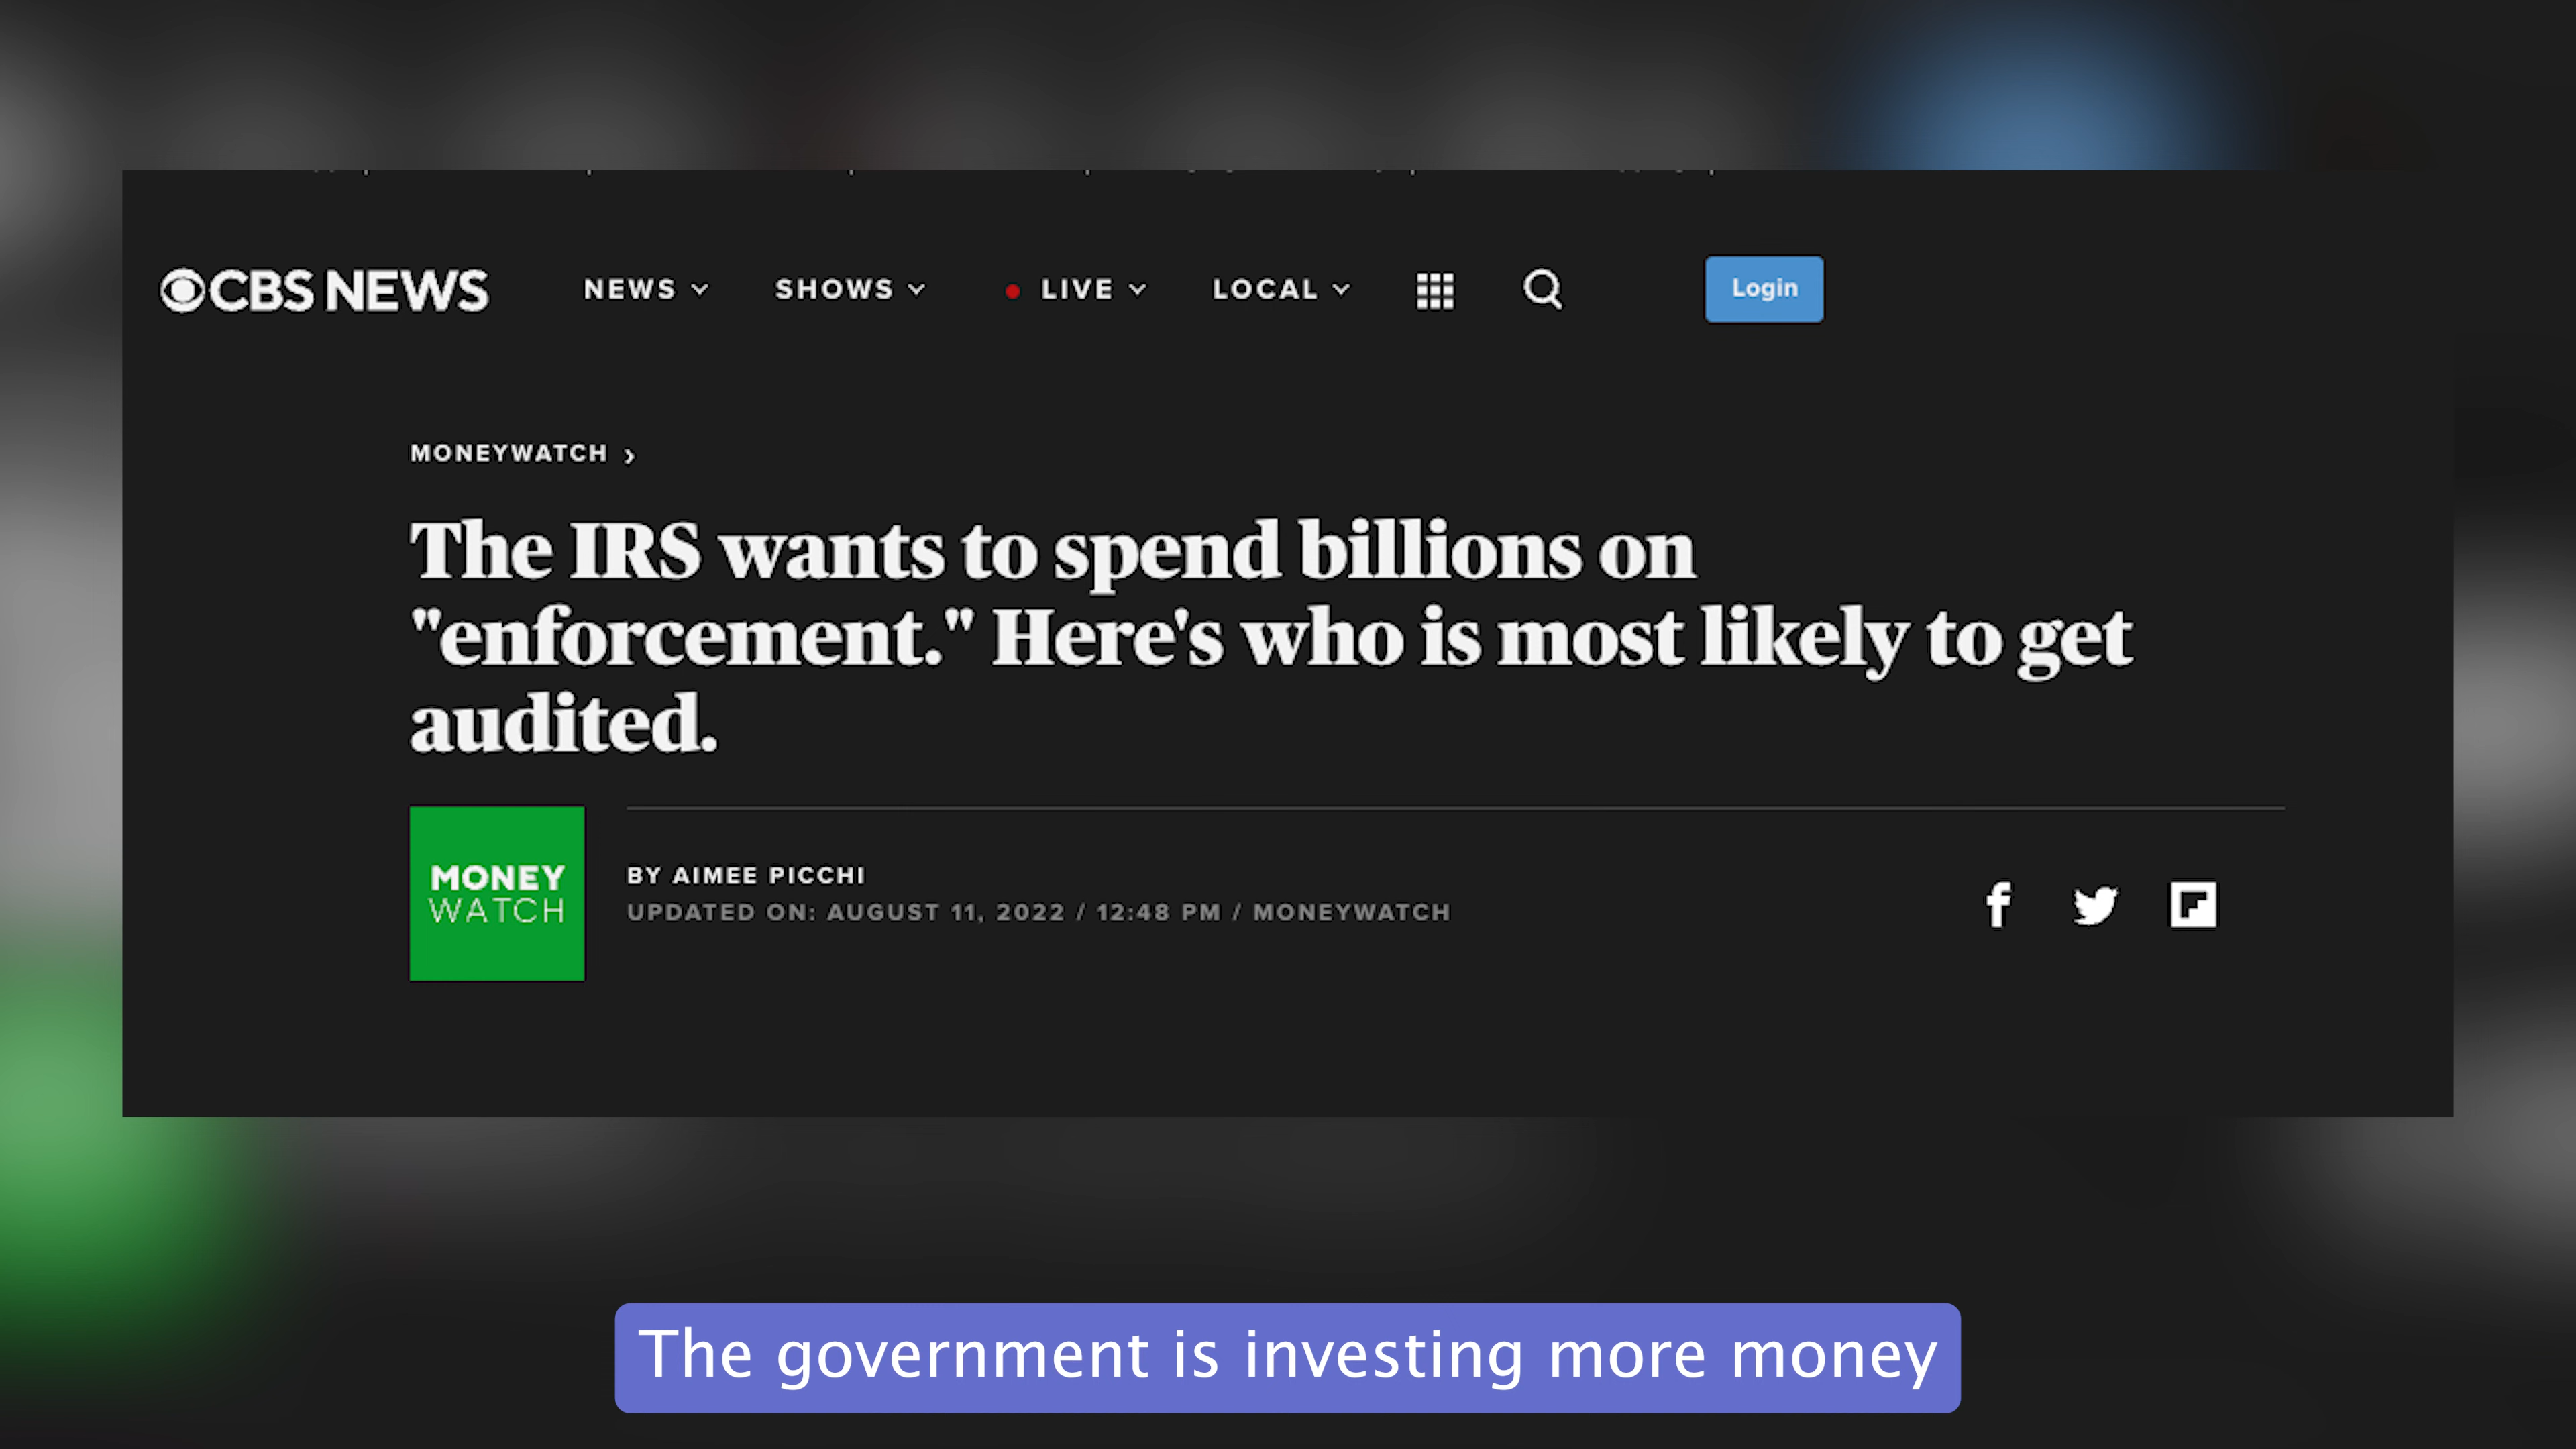 CBS NEWS
NEWS
SHOWS
LIVE
LOCAL
Login
MONEYWATCH
The IRS wants to spend billions on
"enforcement." Here's who is most likely to get
audited.
MONEY
WATCH
BY AIMEE PICCHI
UPDATED ON: AUGUST 11, 2022 / 12:48 PM / MONEYWATCH
The government is investing more money